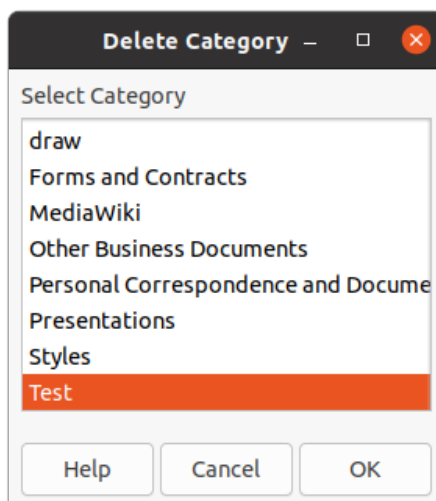 Delete Category
Select Category
draw
Forms and Contracts
MediaWiki
Other Business Documents
Personal Correspondence and Docume
Presentations
Styles
Test
Help Cancel OK